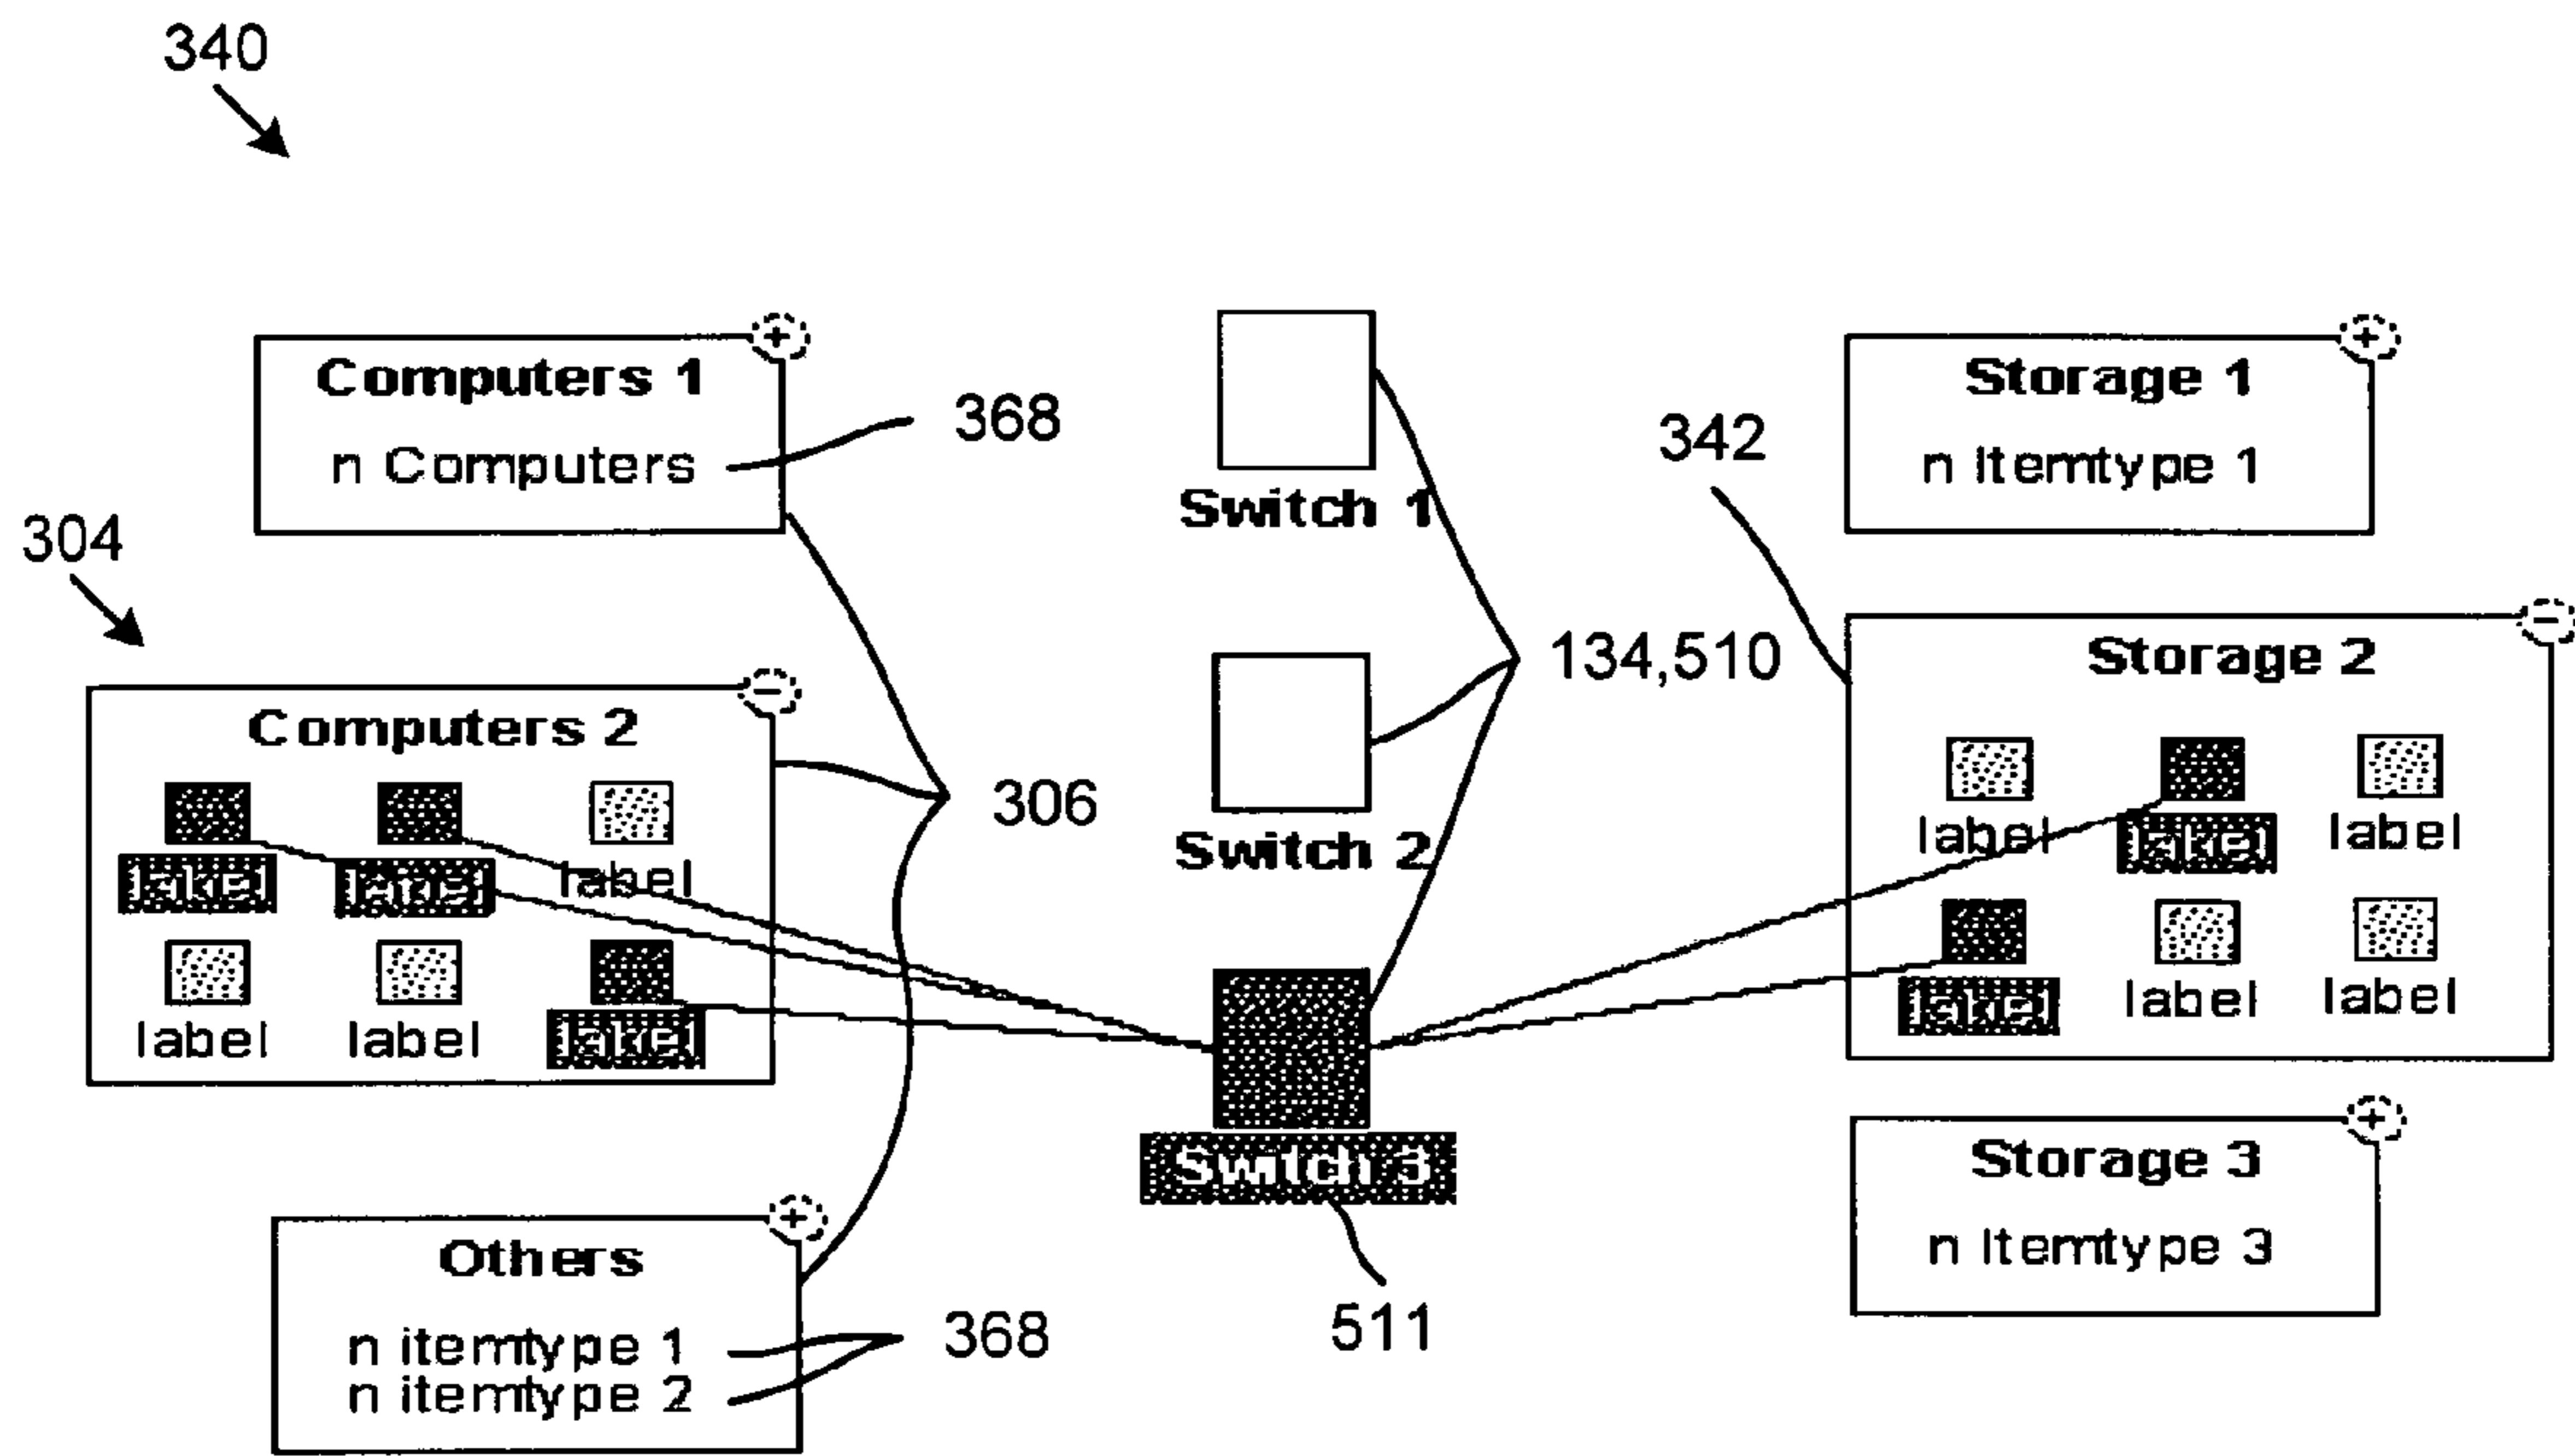 340
Computers 1
n Computers
368
304
Computers 2
label
label
label
label
label
label
306
Others
n itemtype 1
n itemtype 2
368
Switch 1
Switch 2
134,510
Switch 3
511
342
Storage 1
n Itemtype 1
Storage 2
label
label
label
label
label
label
Storage 3
n Itemtype 3